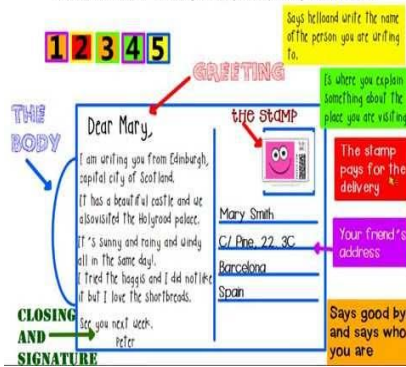 Says helloand write the name
of the person you are writing
to.
1 2 3 4 5
GREETING
Es where you explain
something about the
place you are visiting
THE
BODY
the STAMP
Dear Mary,
I am writing you from Edinburgh,
capital city of Scotland.
It has a beautiful castle and we
alsovisited the Holyrood palace.
It's sunny and rainy and windy
all in the same day!.
I tried the haggis and I did not like
it but I love the shortbreads.
See you next week.
Peter
The stamp
pays for the
delivery
Mary Smith
C/ Pine, 22, 3C
Barcelona
Spain
Your friend's
address
CLOSING
AND
SIGNATURE
Says good by
and says who
you are